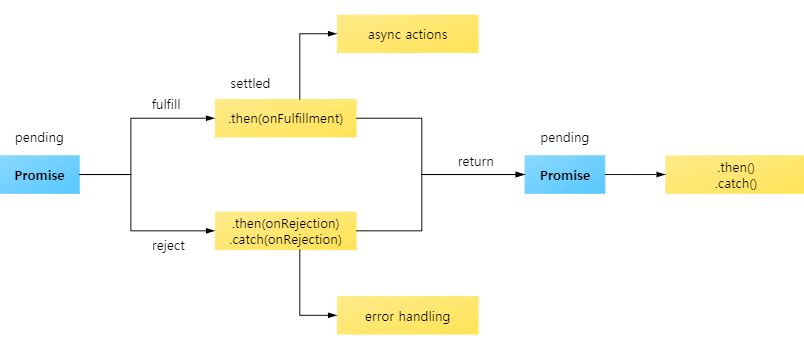 async actions
settled
fulfill
.then(onFulfillment)
pending
Promise
return
pending
Promise
.then()
.catch()
.then(onRejection)
.catch(onRejection)
reject
error handling